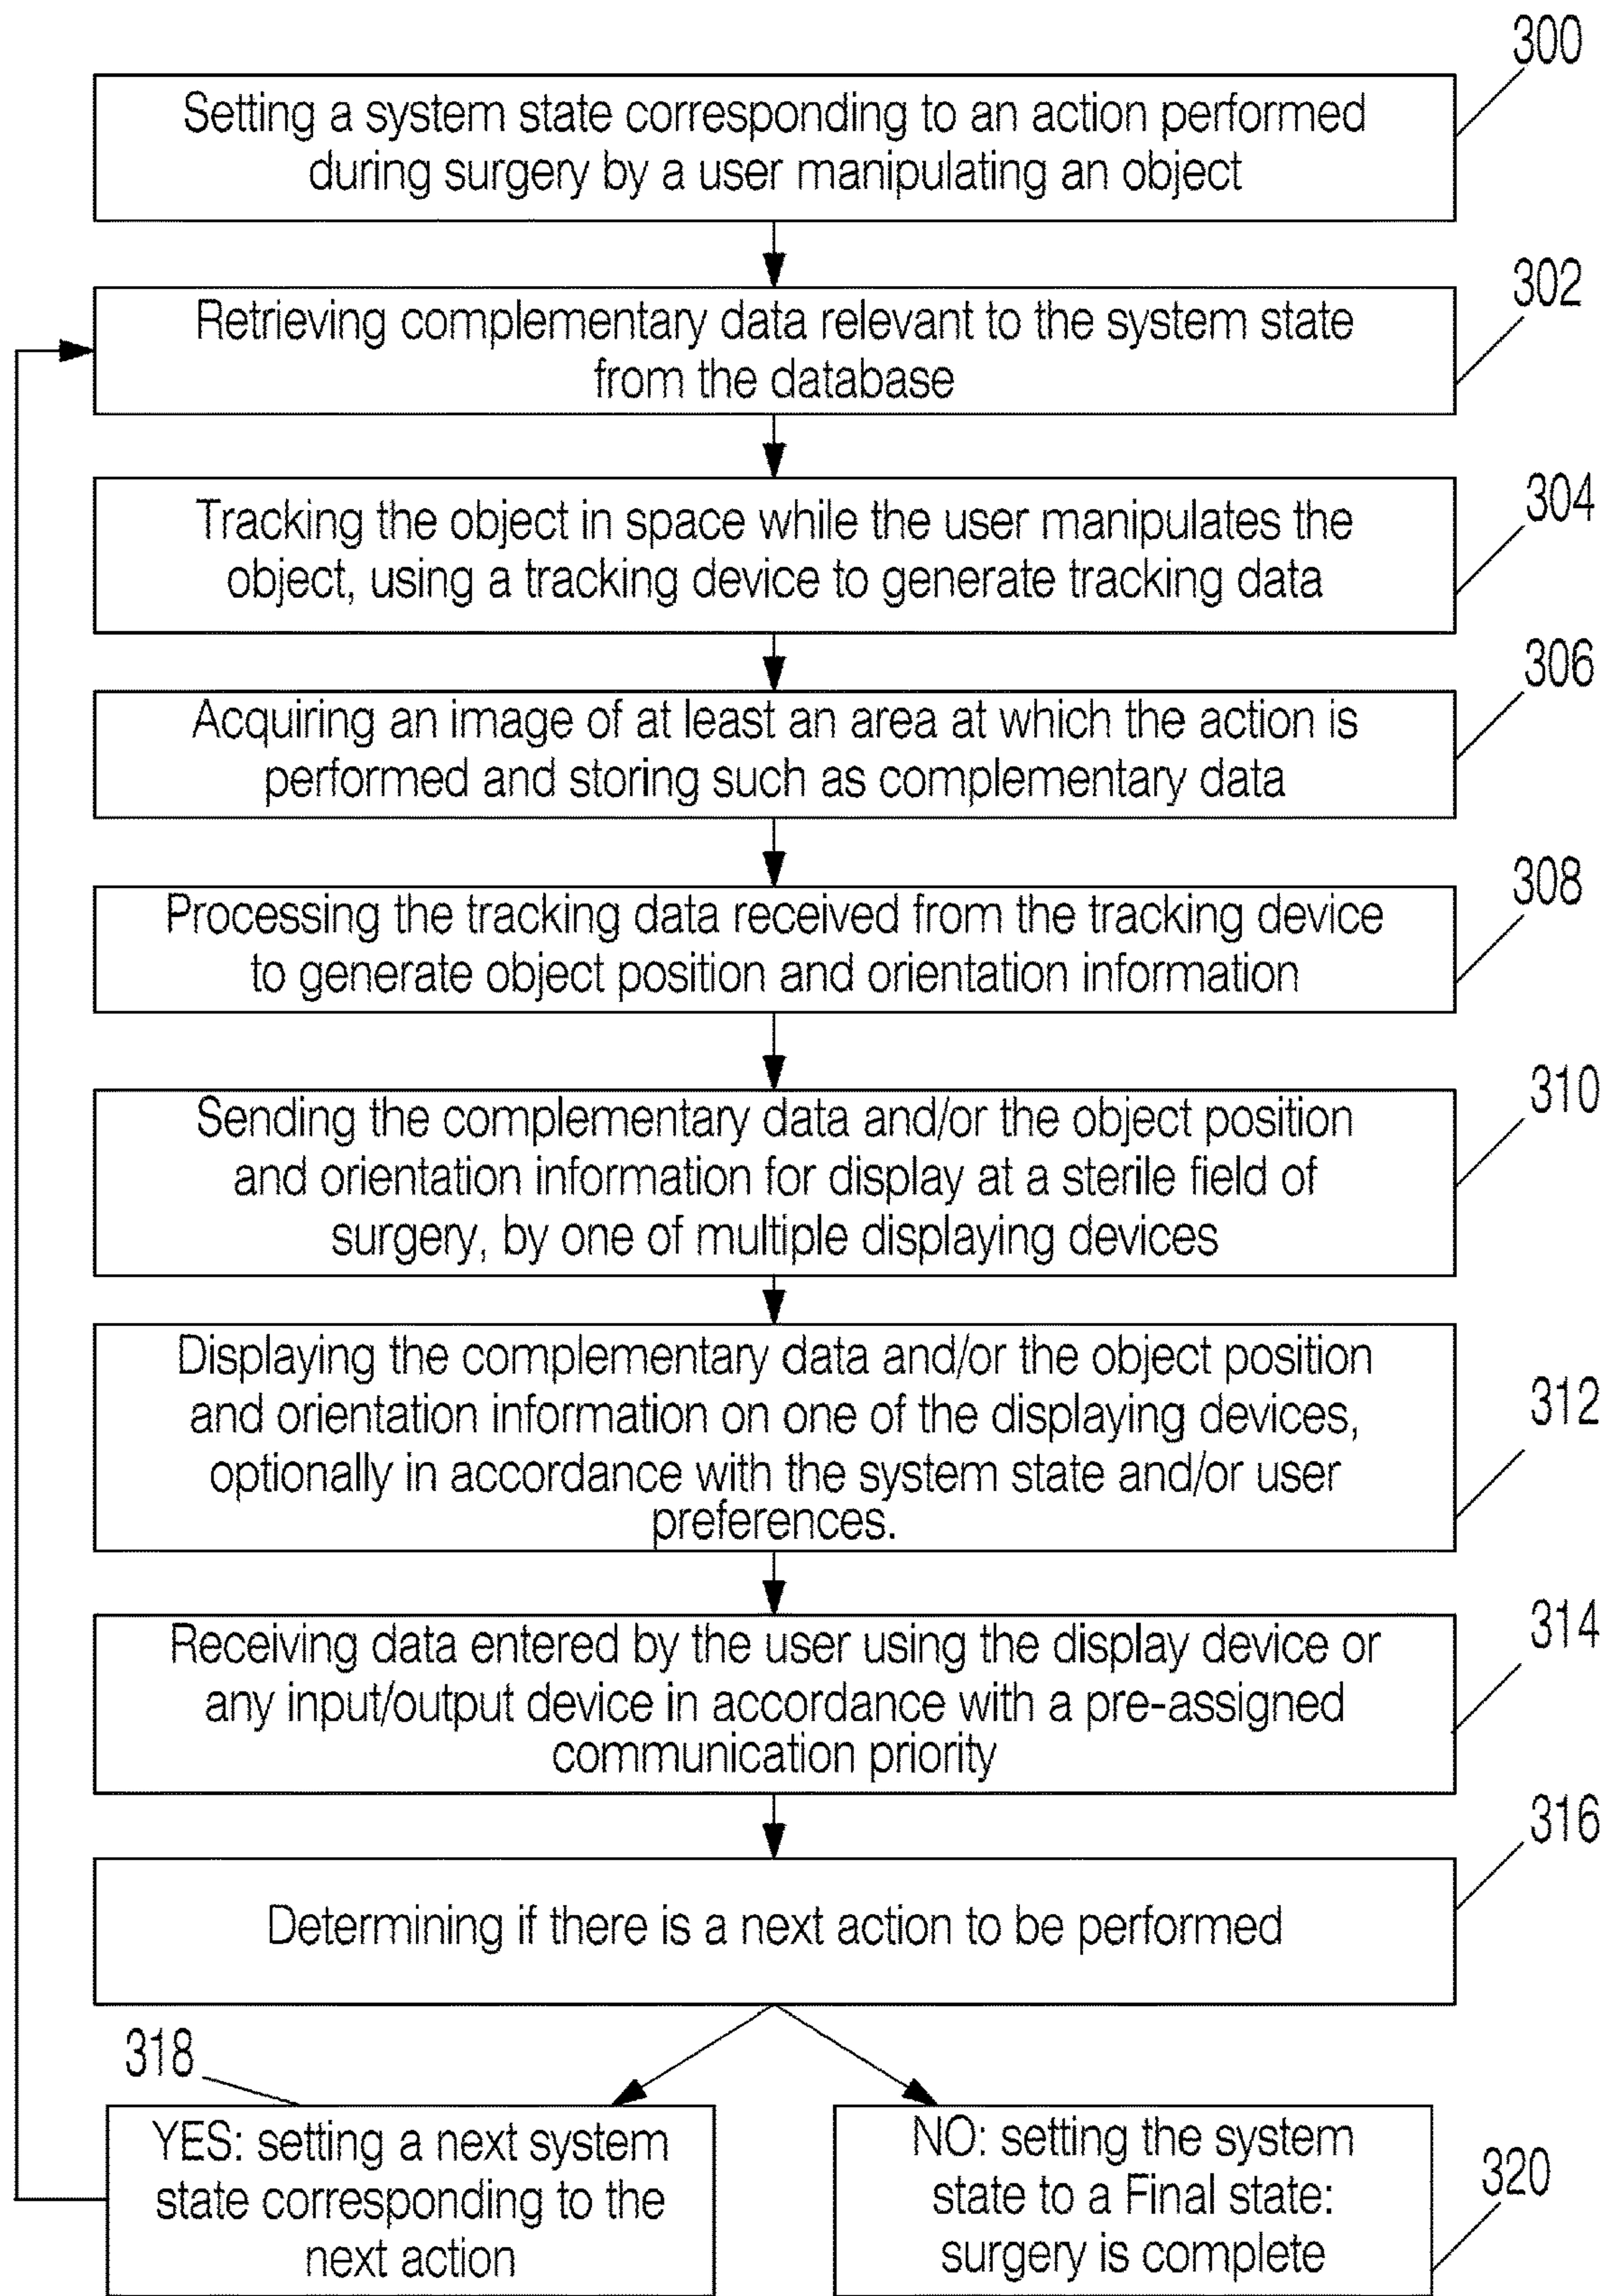 300
Setting a system state corresponding to an action performed
during surgery by a user manipulating an object
302
Retrieving complementary data relevant to the system state
from the database
304
Tracking the object in space while the user manipulates the
object, using a tracking device to generate tracking data
306
Acquiring an image of at least an area at which the action is
performed and storing such as complementary data
308
Processing the tracking data received from the tracking device
to generate object position and orientation information
310
Sending the complementary data and/or the object position
and orientation information for display at a sterile field of
surgery, by one of multiple displaying devices
312
Displaying the complementary data and/or the object position
and orientation information on one of the displaying devices,
optionally in accordance with the system state and/or user
preferences.
314
Receiving data entered by the user using the display device or
any input/output device in accordance with a pre-assigned
communication priority
316
Determining if there is a next action to be performed
318
YES: setting a next system
state corresponding to the
next action
NO: setting the system
state to a Final state:
surgery is complete
320